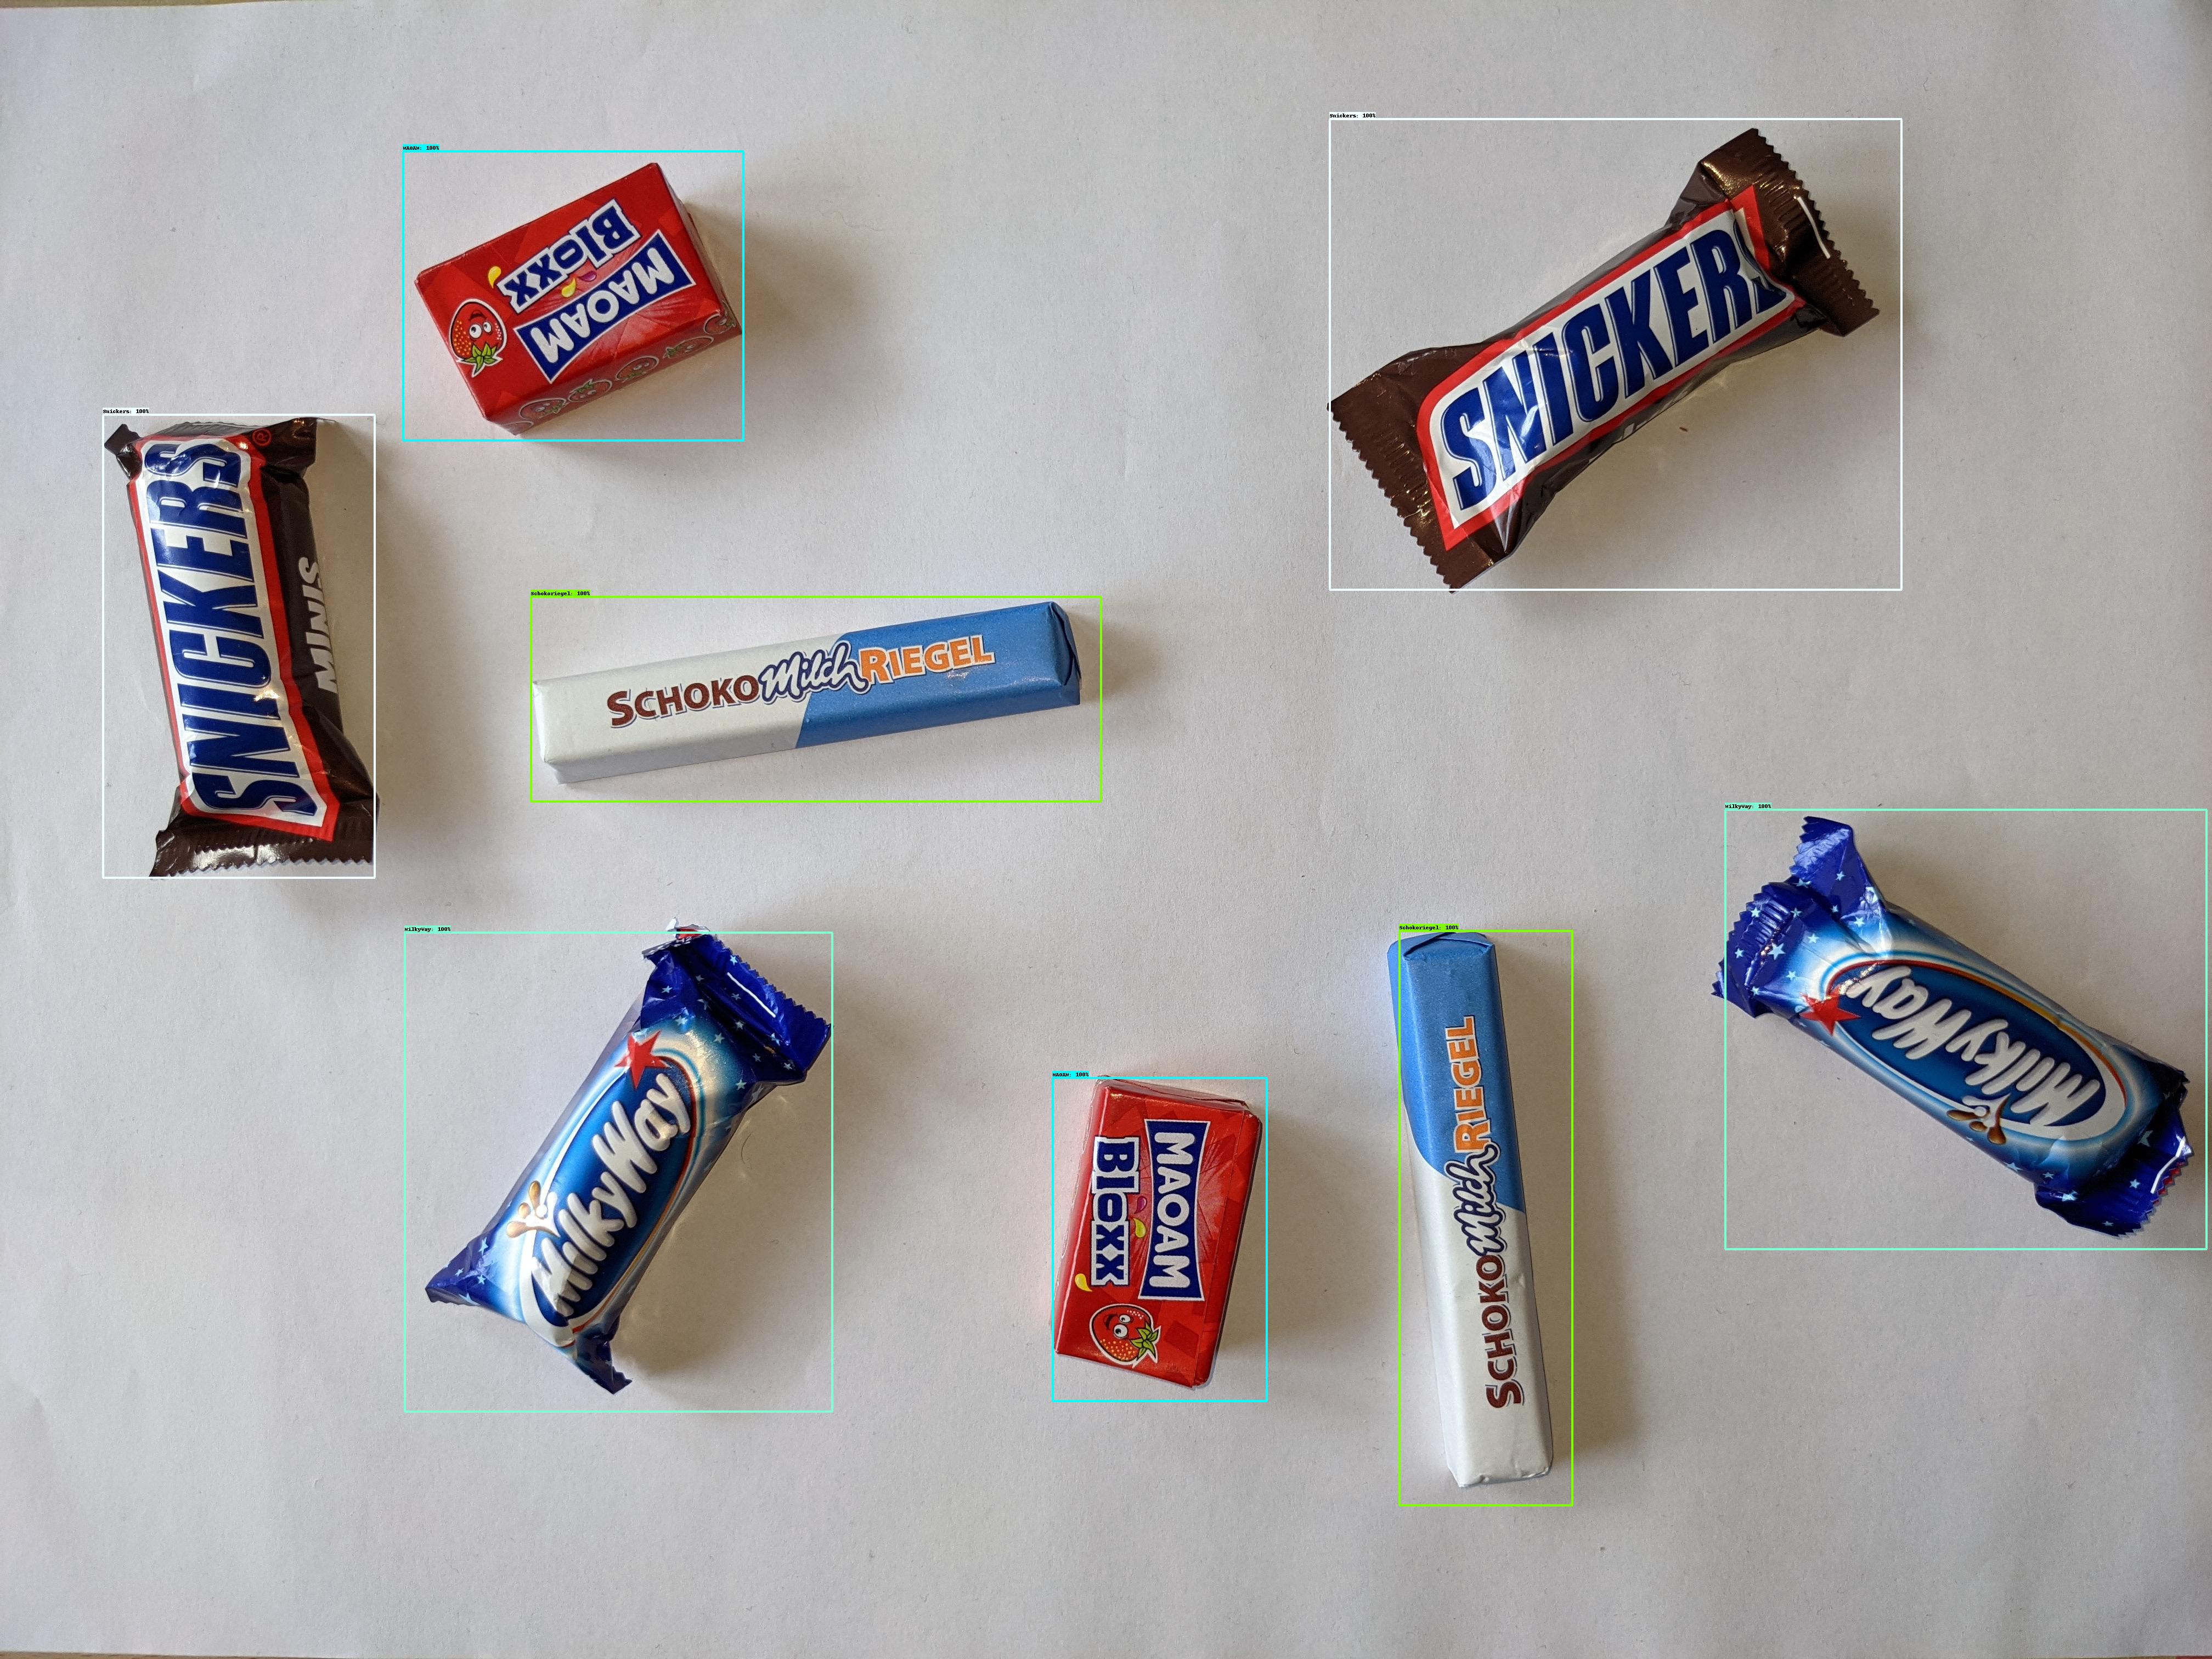 Snickers: 100%
MAOAM: 100%
MAOAM
Bloxx
SNICKERS
Snickers: 100%
SNICKERS
MINIS
Schokoriegel: 100%
SCHOKO Milch RIEGEL
MilkyWay: 100%
MilkyWay
MilkyWay: 100%
MilkyWay
Schokoriegel: 100%
SCHOKO Milch RIEGEL
MAOAM: 100%
MAOAM
Bloxx